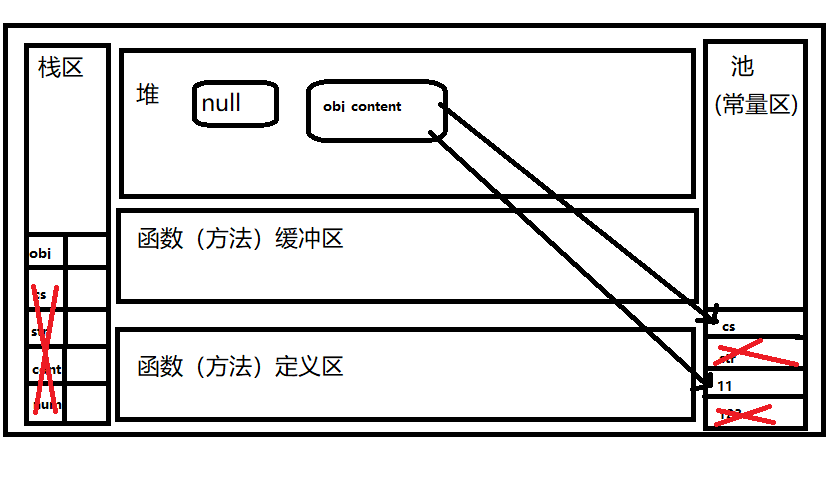 栈区
堆
null
obj content
池
(常量区)
函数（方法）缓冲区
函数（方法）定义区
obj
cs
str
cont
num
cs
str
11
123